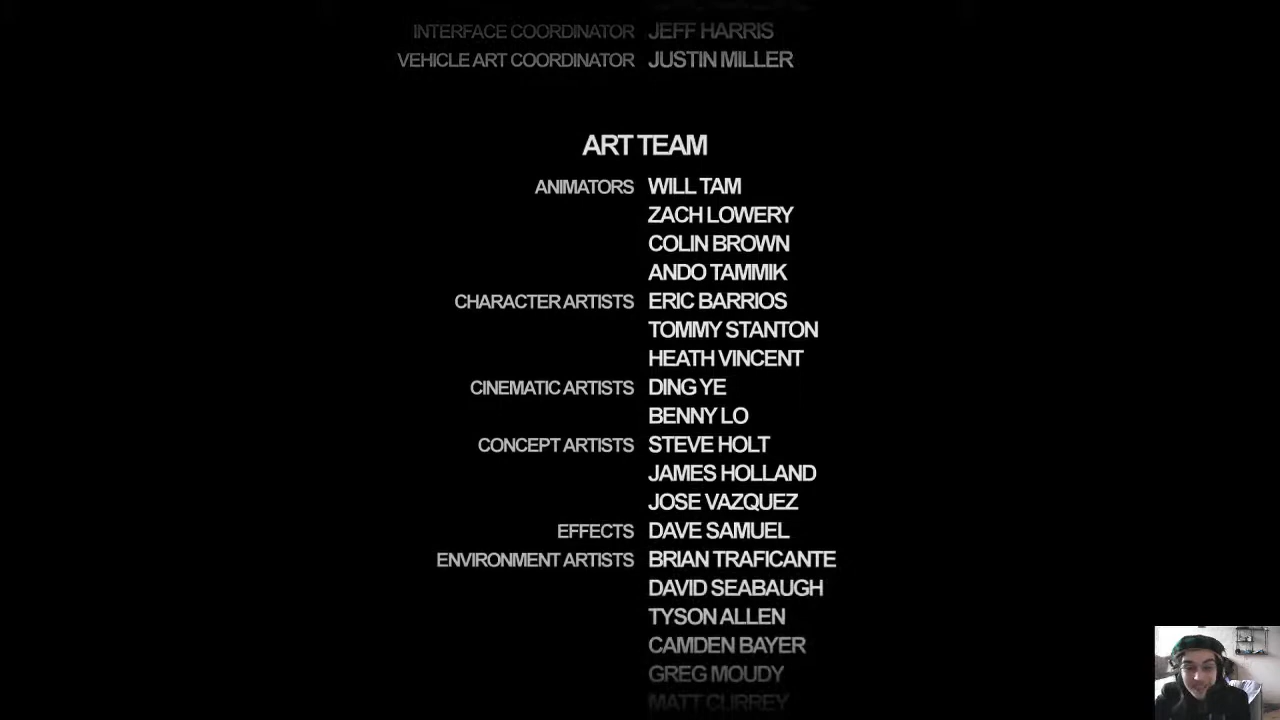 INTERFACE COORDINATOR JEFF HARRIS
VEHICLE ART COORDINATOR JUSTIN MILLER
ART TEAM
ANIMATORS WILL TAM
ZACH LOWERY
COLIN BROWN
ANDO TAMMIK
CHARACTER ARTISTS ERIC BARRIOS
TOMMY STANTON
HEATH VINCENT
CINEMATIC ARTISTS DING YE
BENNY LO
CONCEPT ARTISTS STEVE HOLT
JAMES HOLLAND
JOSE VAZQUEZ
EFFECTS DAVE SAMUEL
ENVIRONMENT ARTISTS BRIAN TRAFICANTE
DAVID SEABAUGH
TYSON ALLEN
CAMDEN BAYER
GREG MOUDY
MATT